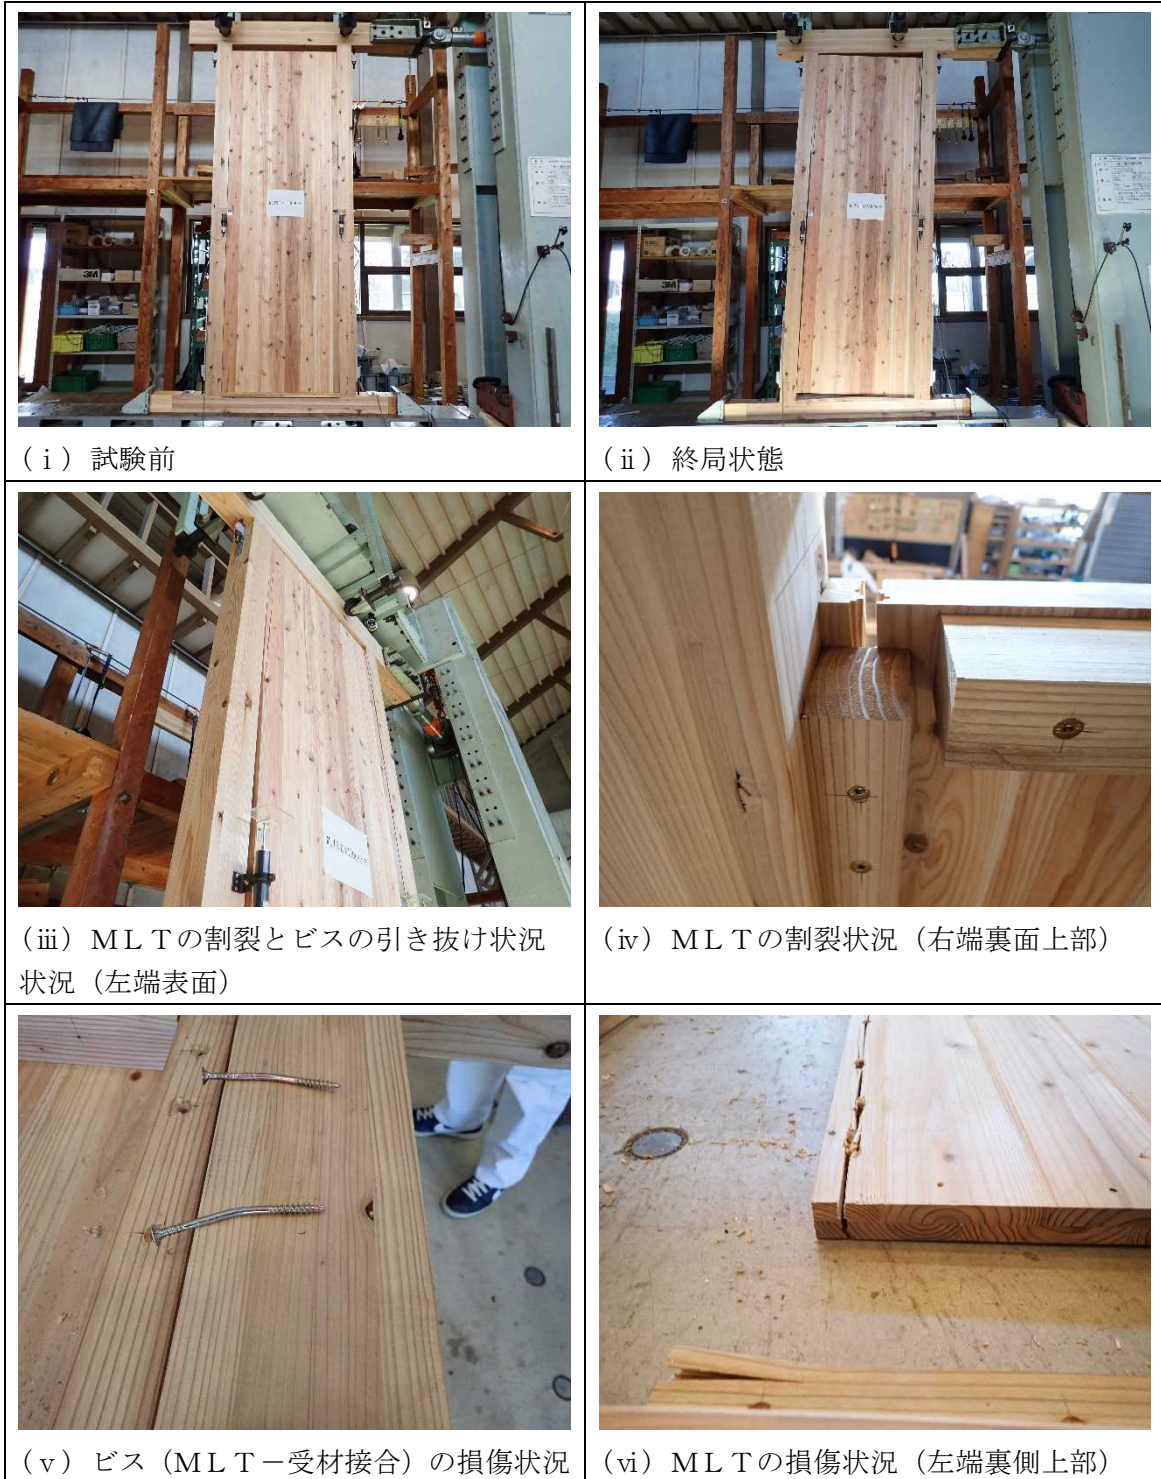 3M
3M
（ⅰ）試験前
（ⅱ）終局状態
（ⅲ）ＭＬＴの割裂とビスの引き抜け状況
状況（左端表面）
（ⅳ）ＭＬＴの割裂状況（右端裏面上部）
（ⅴ）ビス（ＭＬＴ－受材接合）の損傷状況
（ⅵ）ＭＬＴの損傷状況（左端裏側上部）